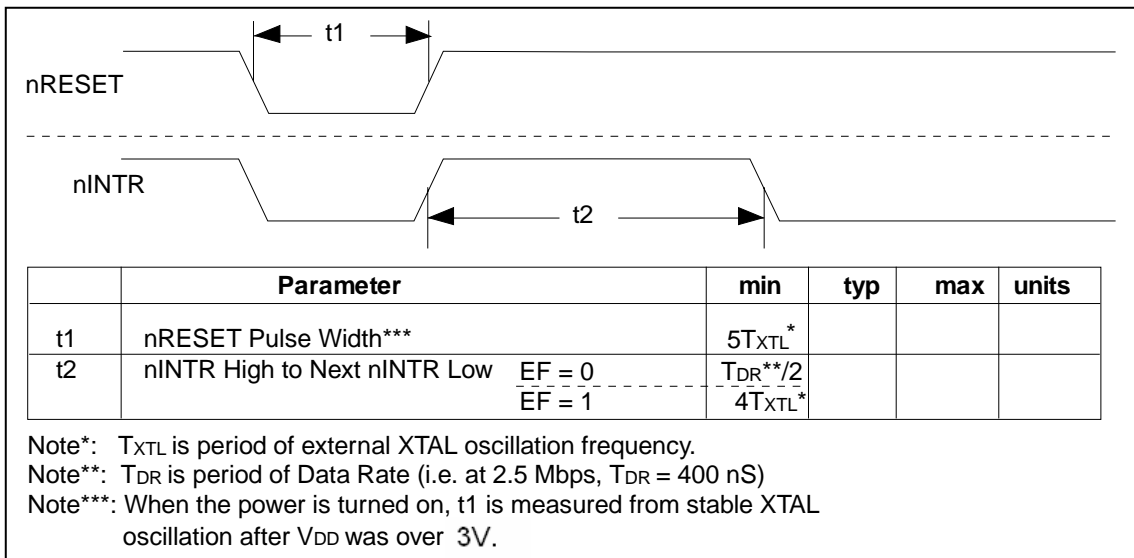 t1
nRESET
nINTR
t2
Parameter min typ max units
t1 nRESET Pulse Width*** 5TXTL*
t2 nINTR High to Next nINTR Low EF = 0 TDR**/2
EF = 1 4TXTL*
Note*: TXTL is period of external XTAL oscillation frequency.
Note**: TDR is period of Data Rate (i.e. at 2.5 Mbps, TDR = 400 nS)
Note***: When the power is turned on, t1 is measured from stable XTAL
oscillation after VDD was over 3V.